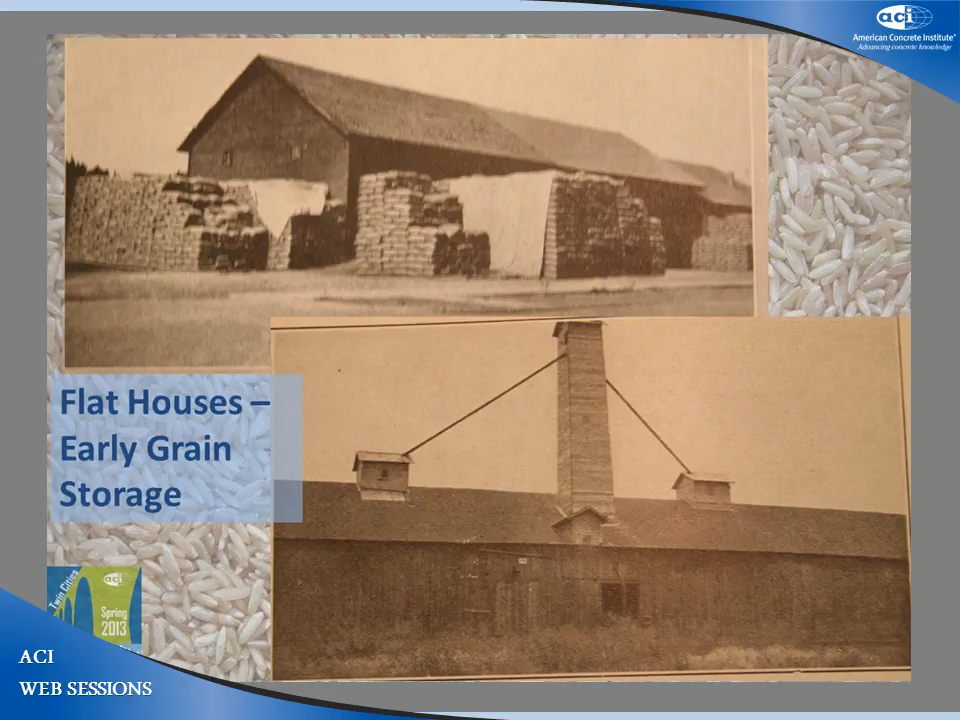 aci
American Concrete Institute®
Advancing concrete knowledge
Flat Houses –
Early Grain
Storage
Twin Cities
aci
Spring
2013
ACI
WEB SESSIONS